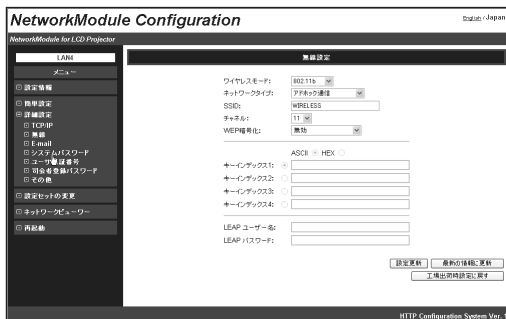 NetworkModule Configuration
English / Japan
NetworkModule for LCD Projector
LAN4
メニュー
設定情報
簡単設定
詳細設定
TCP/IP
無線
E-mail
システムパスワード
ユーザ認証番号
司会者登録パスワード
その他
設定セットの変更
ネットワークビューワー
再起動
無線設定
ワイヤレスモード: 802.11b
ネットワークタイプ: アドホック通信
SSID: WIRELESS
チャネル: 11
WEP暗号化: 無効
ASCII HEX
キーインデックス1:
キーインデックス2:
キーインデックス3:
キーインデックス4:
LEAP ユーザー名:
LEAP パスワード:
設定更新 最新の情報に更新
工場出荷時設定に戻す
HTTP Configuration System Ver. 1